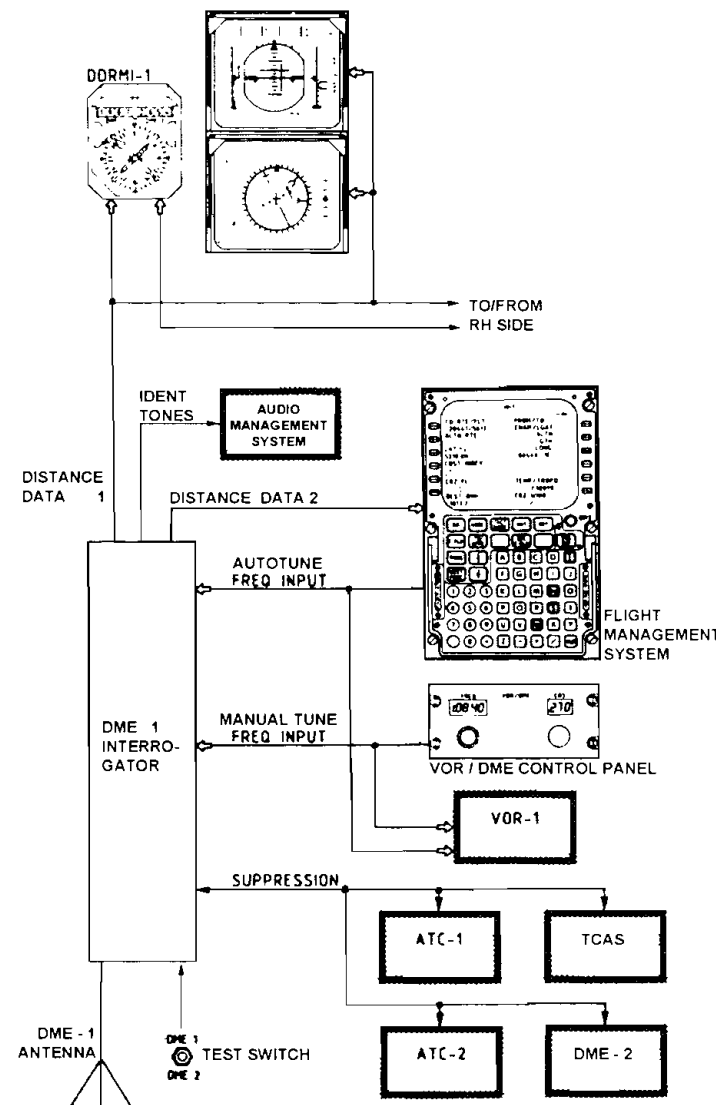 DDRMI-1
TO/FROM
RH SIDE
IDENT
TONES
AUDIO
MANAGEMENT
SYSTEM
DISTANCE
DATA 1
DISTANCE DATA 2
AUTOTUNE
FREQ INPUT
FLIGHT
MANAGEMENT
SYSTEM
DME 1
INTERRO-
GATOR
MANUAL TUNE
FREQ INPUT
10840
270
VOR / DME CONTROL PANEL
VOR-1
SUPPRESSION
ATC-1
TCAS
DME - 1
ANTENNA
DME 1
TEST SWITCH
DME 2
ATC-2
DME - 2